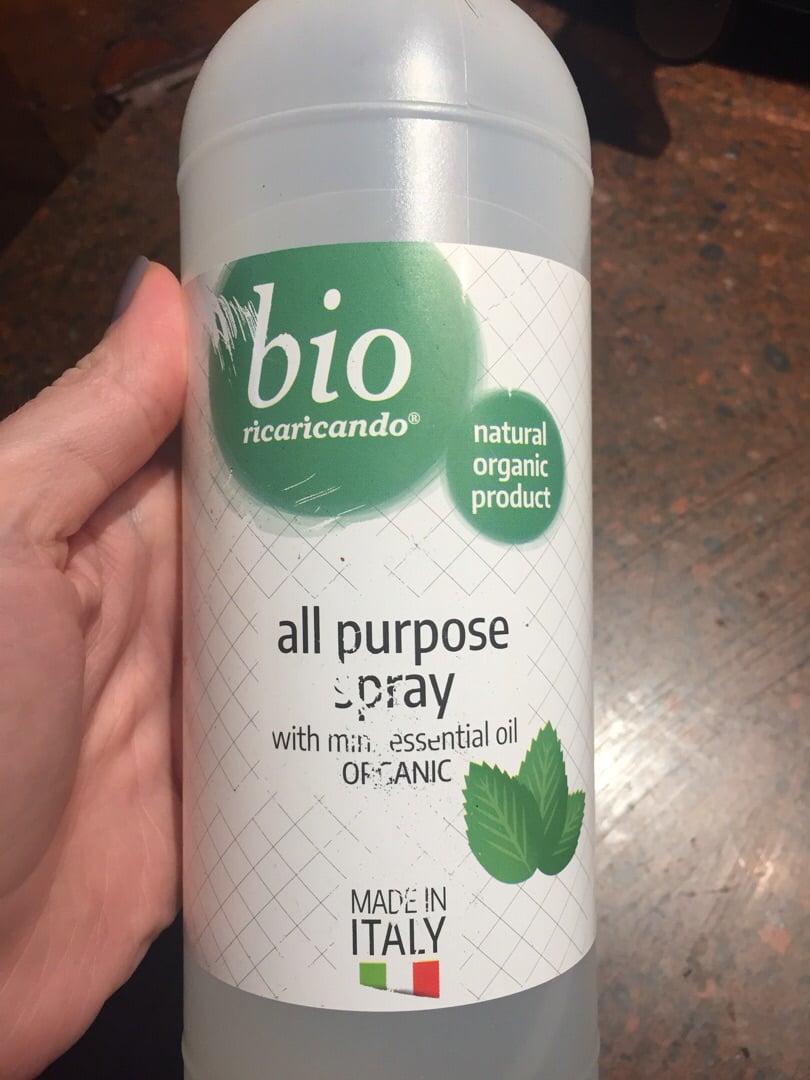 bio
ricaricando®
natural
organic
product
all purpose
spray
with mint essential oil
ORGANIC
MADE IN
ITALY